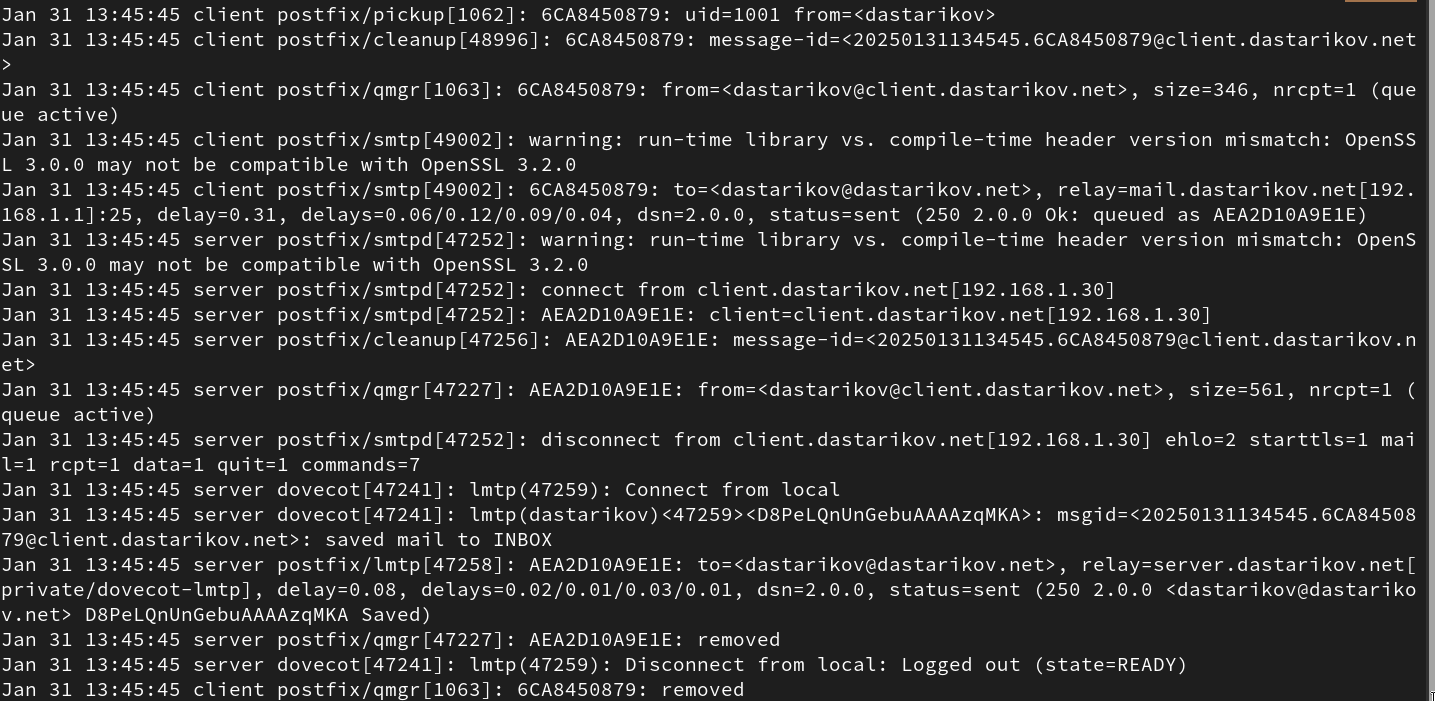 Jan 31 13:45:45 client postfix/pickup[1062]: 6CA8450879: uid=1001 from=<dastarikov>
Jan 31 13:45:45 client postfix/cleanup[48996]: 6CA8450879: message-id=<20250131134545.6CA8450879@client.dastarikov.net
>
Jan 31 13:45:45 client postfix/qmgr[1063]: 6CA8450879: from=<dastarikov@client.dastarikov.net>, size=346, nrcpt=1 (que
ue active)
Jan 31 13:45:45 client postfix/smtp[49002]: warning: run-time library vs. compile-time header version mismatch: OpenSS
L 3.0.0 may not be compatible with OpenSSL 3.2.0
Jan 31 13:45:45 client postfix/smtp[49002]: 6CA8450879: to=<dastarikov@dastarikov.net>, relay=mail.dastarikov.net[192.
168.1.1]:25, delay=0.31, delays=0.06/0.12/0.09/0.04, dsn=2.0.0, status=sent (250 2.0.0 Ok: queued as AEA2D10A9E1E)
Jan 31 13:45:45 server postfix/smtpd[47252]: warning: run-time library vs. compile-time header version mismatch: OpenS
SL 3.0.0 may not be compatible with OpenSSL 3.2.0
Jan 31 13:45:45 server postfix/smtpd[47252]: connect from client.dastarikov.net[192.168.1.30]
Jan 31 13:45:45 server postfix/smtpd[47252]: AEA2D10A9E1E: client=client.dastarikov.net[192.168.1.30]
Jan 31 13:45:45 server postfix/cleanup[47256]: AEA2D10A9E1E: message-id=<20250131134545.6CA8450879@client.dastarikov.n
et>
Jan 31 13:45:45 server postfix/qmgr[47227]: AEA2D10A9E1E: from=<dastarikov@client.dastarikov.net>, size=561, nrcpt=1 (
queue active)
Jan 31 13:45:45 server postfix/smtpd[47252]: disconnect from client.dastarikov.net[192.168.1.30] ehlo=2 starttls=1 mai
l=1 rcpt=1 data=1 quit=1 commands=7
Jan 31 13:45:45 server dovecot[47241]: lmtp(47259): Connect from local
Jan 31 13:45:45 server dovecot[47241]: lmtp(dastarikov)<47259><D8PeLQnUnGebuAAAAzqMKA>: msgid=<20250131134545.6CA84508
79@client.dastarikov.net>: saved mail to INBOX
Jan 31 13:45:45 server postfix/lmtp[47258]: AEA2D10A9E1E: to=<dastarikov@dastarikov.net>, relay=server.dastarikov.net[
private/dovecot-lmtp], delay=0.08, delays=0.02/0.01/0.03/0.01, dsn=2.0.0, status=sent (250 2.0.0 <dastarikov@dastariko
v.net> D8PeLQnUnGebuAAAAzqMKA Saved)
Jan 31 13:45:45 server postfix/qmgr[47227]: AEA2D10A9E1E: removed
Jan 31 13:45:45 server dovecot[47241]: lmtp(47259): Disconnect from local: Logged out (state=READY)
Jan 31 13:45:45 client postfix/qmgr[1063]: 6CA8450879: removed